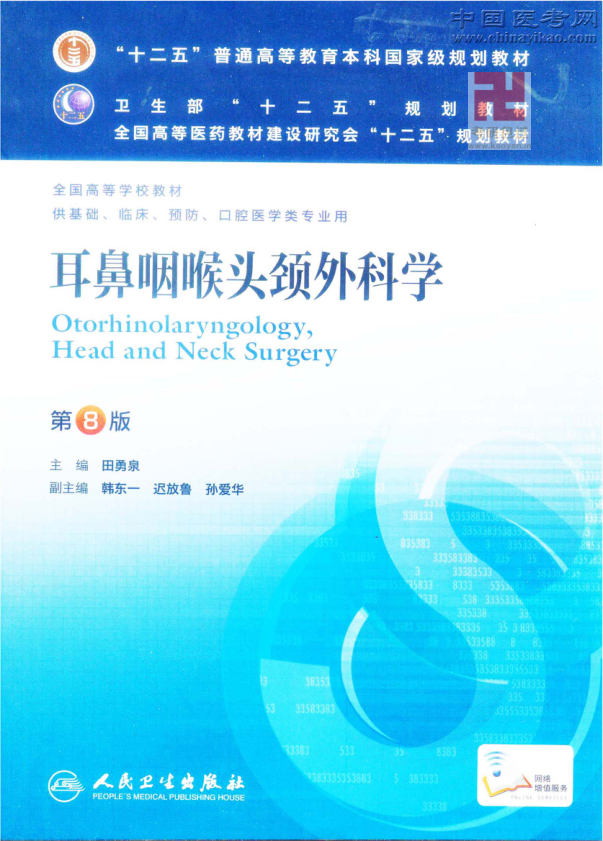 中国医考网
www.chinayikao.com
“十二五”普通高等教育本科国家级规划教材
十二五
卫生部“十二五”规划教材
全国高等医药教材建设研究会“十二五”规划教材
全国高等学校教材
供基础、临床、预防、口腔医学类专业用
耳鼻咽喉头颈外科学
Otorhinolaryngology,
Head and Neck Surgery
第8版
主 编 田勇泉
副主编 韩东一 迟放鲁 孙爱华
人民卫生出版社
PEOPLE'S MEDICAL PUBLISHING HOUSE
网络
增值服务
ONLINE SERVICES